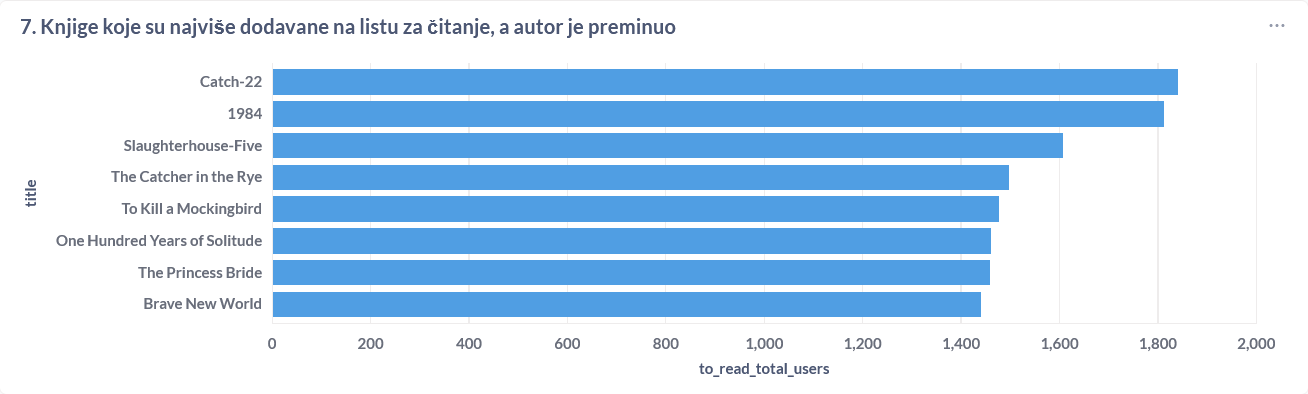 7. Knjige koje su najviše dodavane na listu za čitanje, a autor je preminuo
title
Catch-22
1984
Slaughterhouse-Five
The Catcher in the Rye
To Kill a Mockingbird
One Hundred Years of Solitude
The Princess Bride
Brave New World
0 200 400 600 800 1,000 1,200 1,400 1,600 1,800 2,000
to_read_total_users